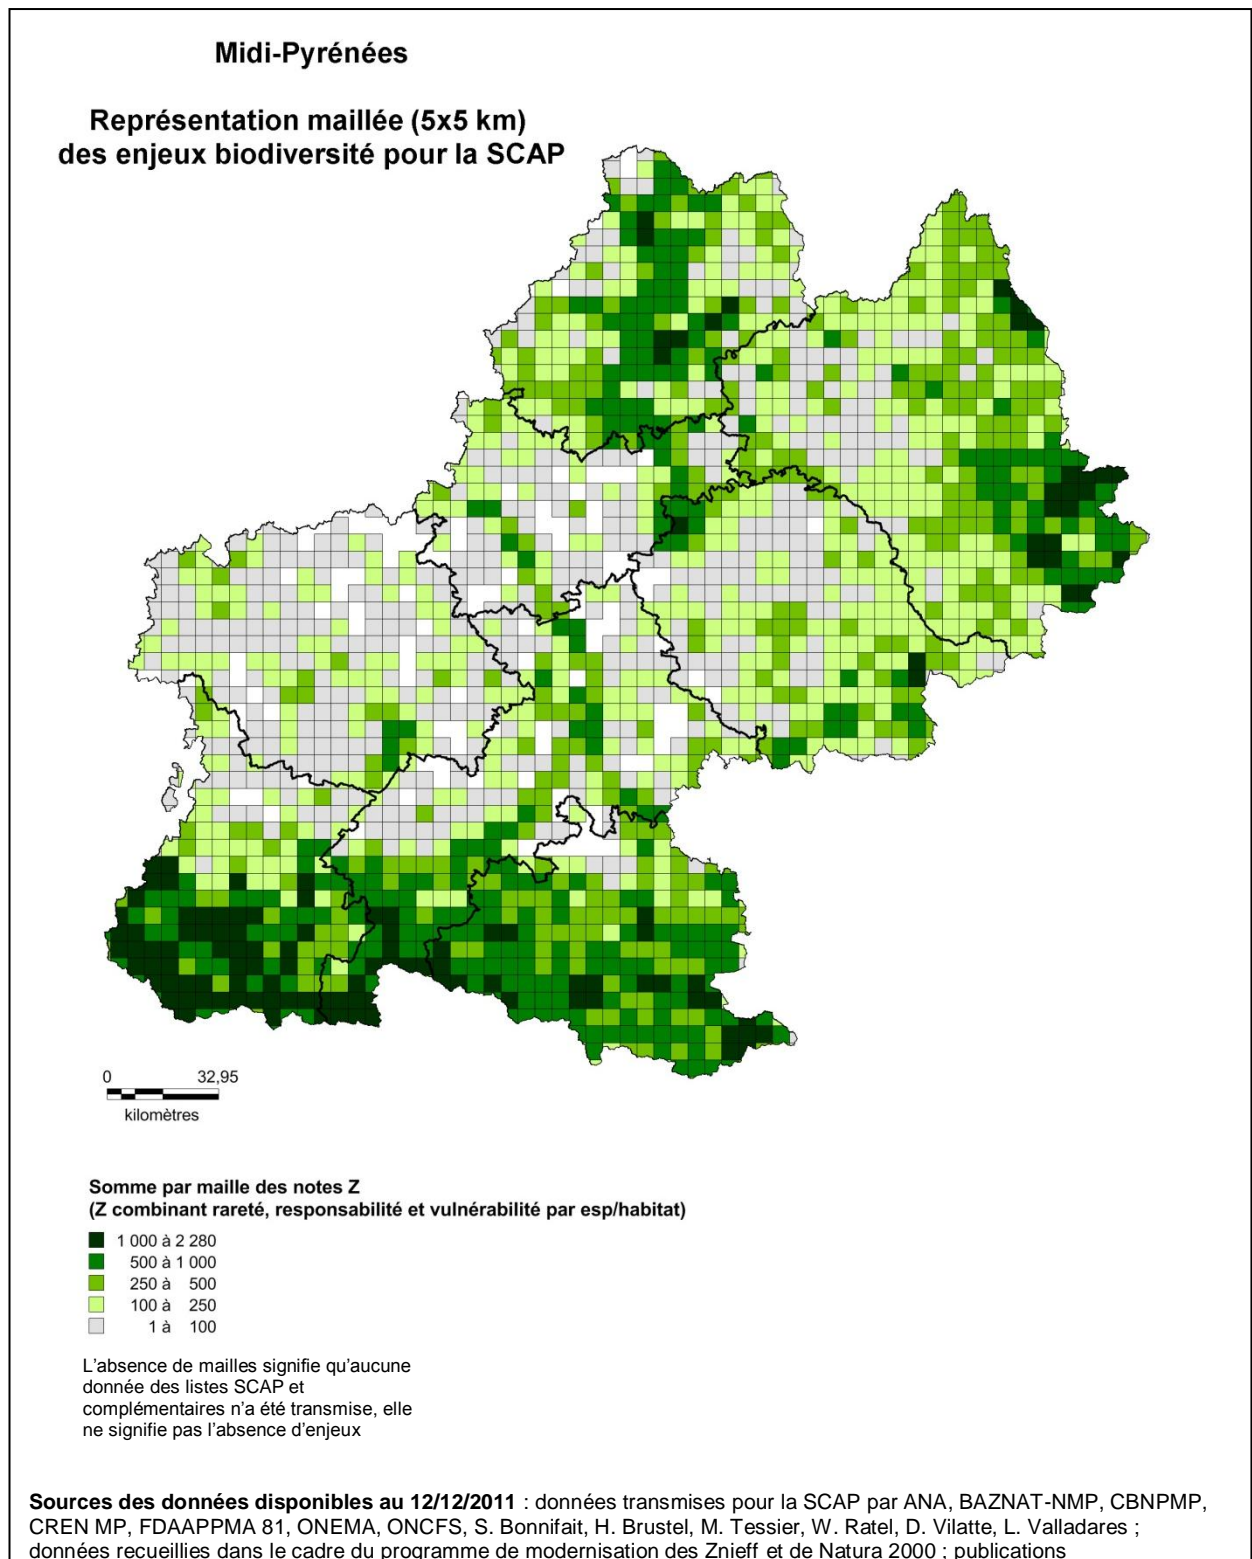 Midi-Pyrénées
Représentation maillée (5x5 km)
des enjeux biodiversité pour la SCAP
0 32,95
kilomètres
Somme par maille des notes Z
(Z combinant rareté, responsabilité et vulnérabilité par esp/habitat)
1 000 à 2 280
500 à 1 000
250 à 500
100 à 250
1 à 100
L'absence de mailles signifie qu'aucune
donnée des listes SCAP et
complémentaires n'a été transmise, elle
ne signifie pas l'absence d'enjeux
Sources des données disponibles au 12/12/2011 : données transmises pour la SCAP par ANA, BAZNAT-NMP, CBNPMP,
CREN MP, FDAAPPMA 81, ONEMA, ONCFS, S. Bonnifait, H. Brustel, M. Tessier, W. Ratel, D. Vilatte, L. Valladares ;
données recueillies dans le cadre du programme de modernisation des Znieff et de Natura 2000 ; publications